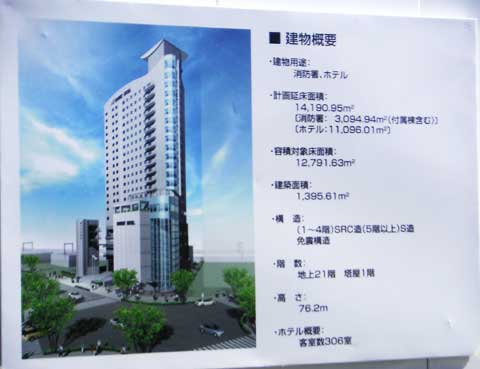 ■ 建物概要
・建物用途:
消防署、ホテル
・計画延床面積:
14,190.95m²
〔消防署: 3,094.94m²(付属棟含む)〕
〔ホテル:11,096.01m²〕
・容積対象床面積:
12,791.63m²
・建築面積:
1,395.61m²
・構 造:
(1~4階)SRC造(5階以上)S造
免震構造
・階 数:
地上21階 塔屋1階
・高 さ:
76.2m
・ホテル概要:
客室数306室